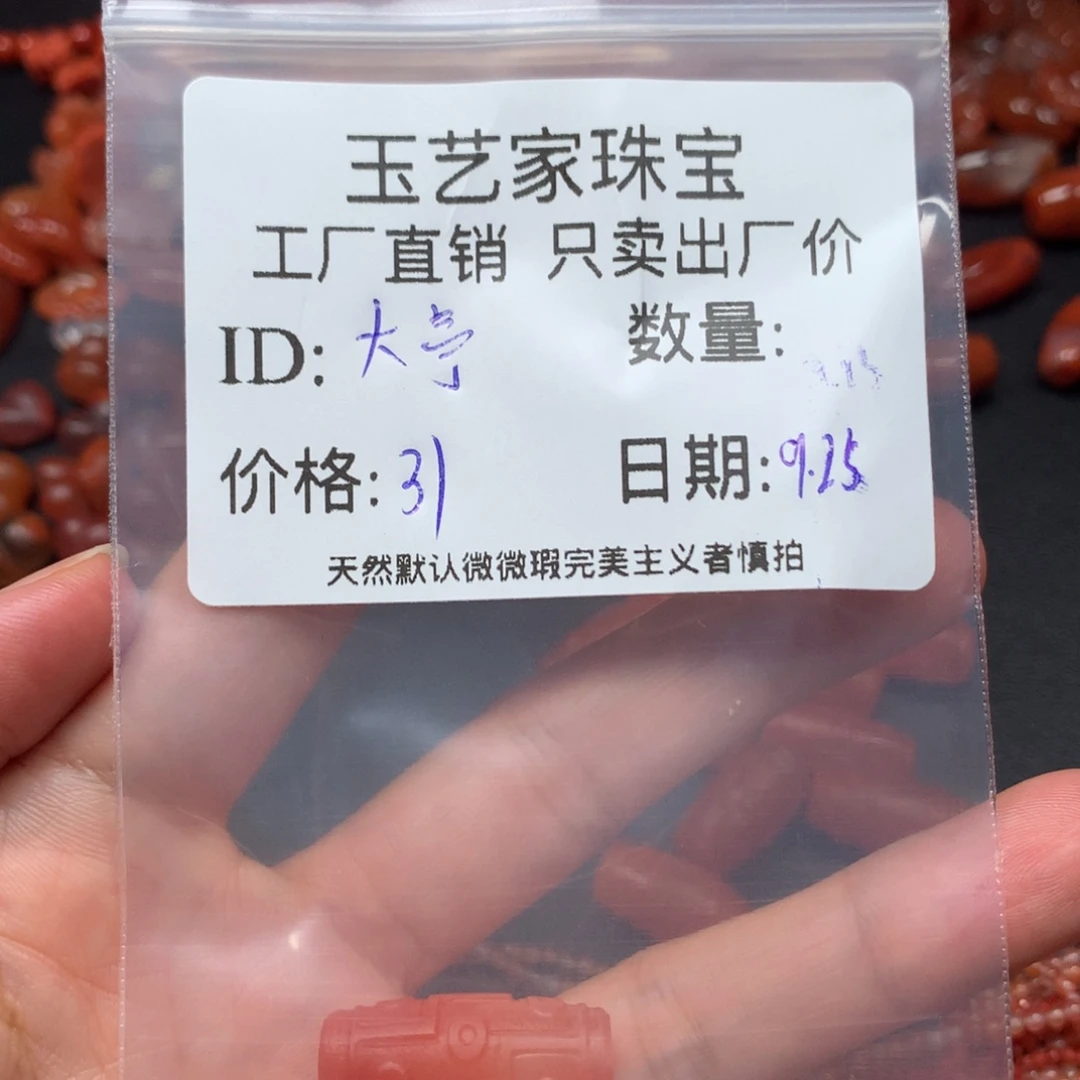 玉艺家珠宝
工厂直销 只卖出厂价
ID: 大亨 数量:
价格: 31 日期: 9.25
天然默认微微瑕完美主义者慎拍